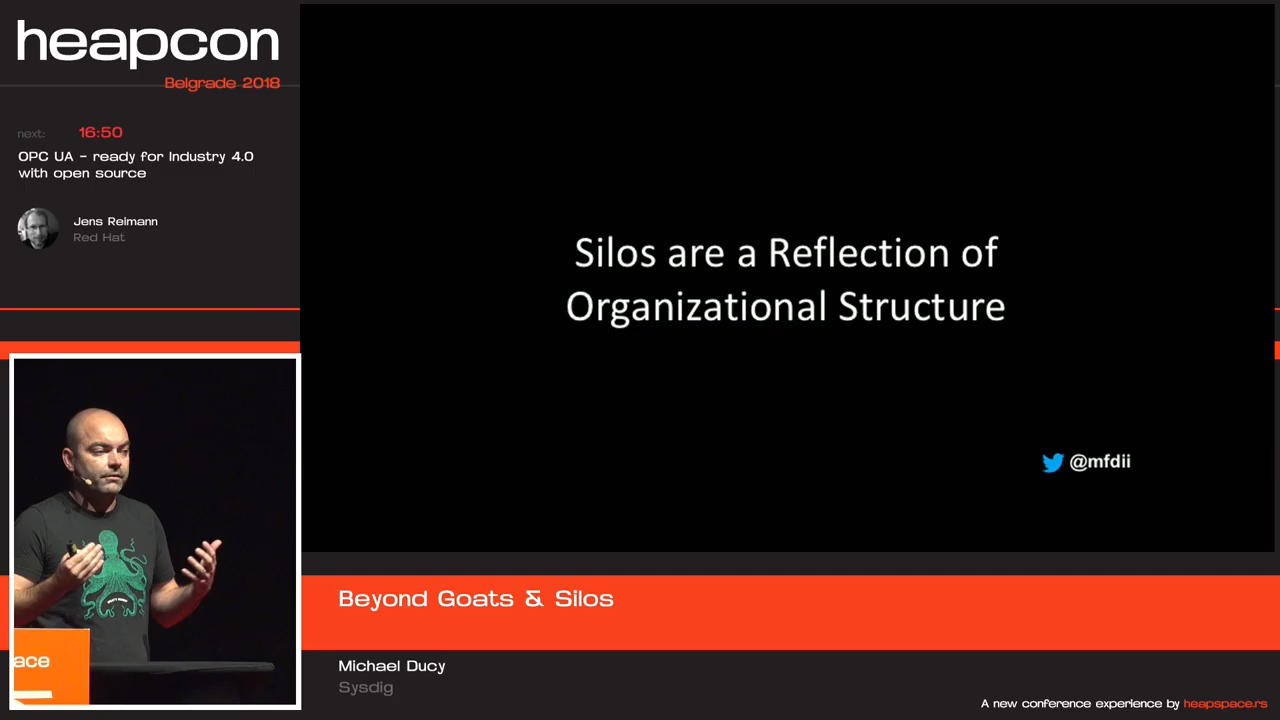 heapcon
Belgrade 2018
next: 16:50
OPC UA - ready for Industry 4.0
with open source
Jens Reimann
Red Hat
Silos are a Reflection of
Organizational Structure
@mfdii
ace
Beyond Goats & Silos
Michael Ducy
Sysdig
A new conference experience by heapspace.rs